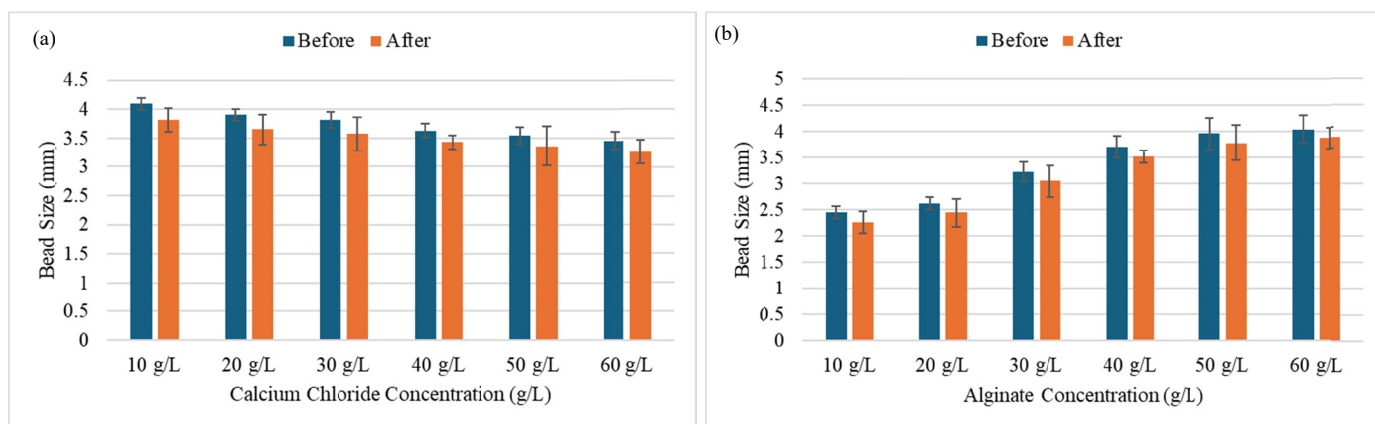 (a)
Before After
Bead Size (mm)
4.5
4
3.5
3
2.5
2
1.5
1
0.5
0
10 g/L 20 g/L 30 g/L 40 g/L 50 g/L 60 g/L
Calcium Chloride Concentration (g/L)
(b)
Before After
Bead Size (mm)
5
4.5
4
3.5
3
2.5
2
1.5
1
0.5
0
10 g/L 20 g/L 30 g/L 40 g/L 50 g/L 60 g/L
Alginate Concentration (g/L)